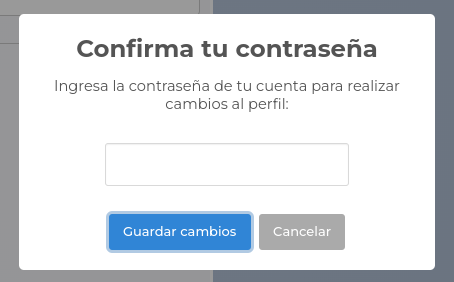 Confirma tu contraseña
Ingresa la contraseña de tu cuenta para realizar
cambios al perfil:
Guardar cambios
Cancelar